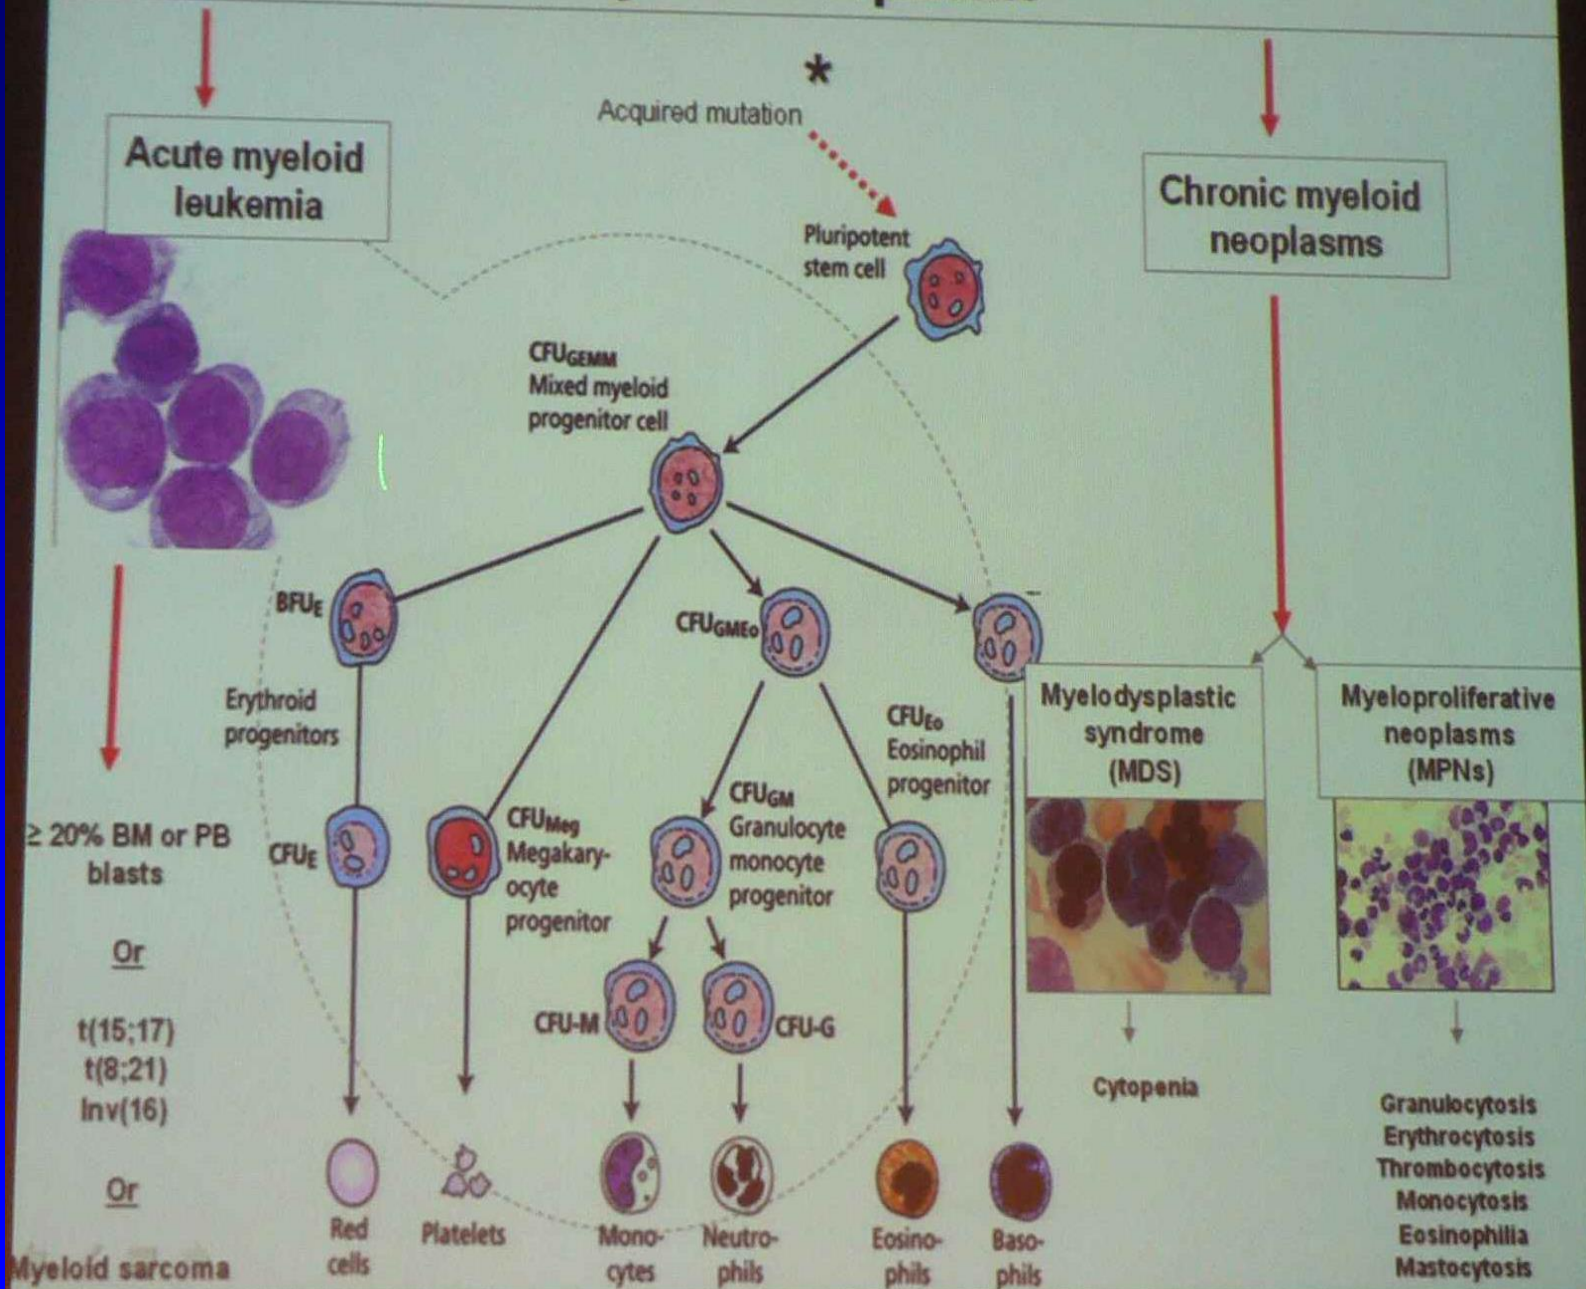 *
Acquired mutation
Acute myeloid
leukemia
Chronic myeloid
neoplasms
Pluripotent
stem cell
CFUGEMM
Mixed myeloid
progenitor cell
BFUE
CFUGMEo
Erythroid
progenitors
CFUEo
Eosinophil
progenitor
Myelodysplastic
syndrome
(MDS)
Myeloproliferative
neoplasms
(MPNs)
≥ 20% BM or PB
blasts
CFUE
CFUMeg
Megakary-
ocyte
progenitor
CFUGM
Granulocyte
monocyte
progenitor
Or
CFU-M
CFU-G
t(15;17)
t(8;21)
Inv(16)
Cytopenia
Granulocytosis
Erythrocytosis
Thrombocytosis
Monocytosis
Eosinophilia
Mastocytosis
Or
Myeloid sarcoma
Red
cells
Platelets
Mono-
cytes
Neutro-
phils
Eosino-
phils
Baso-
phils